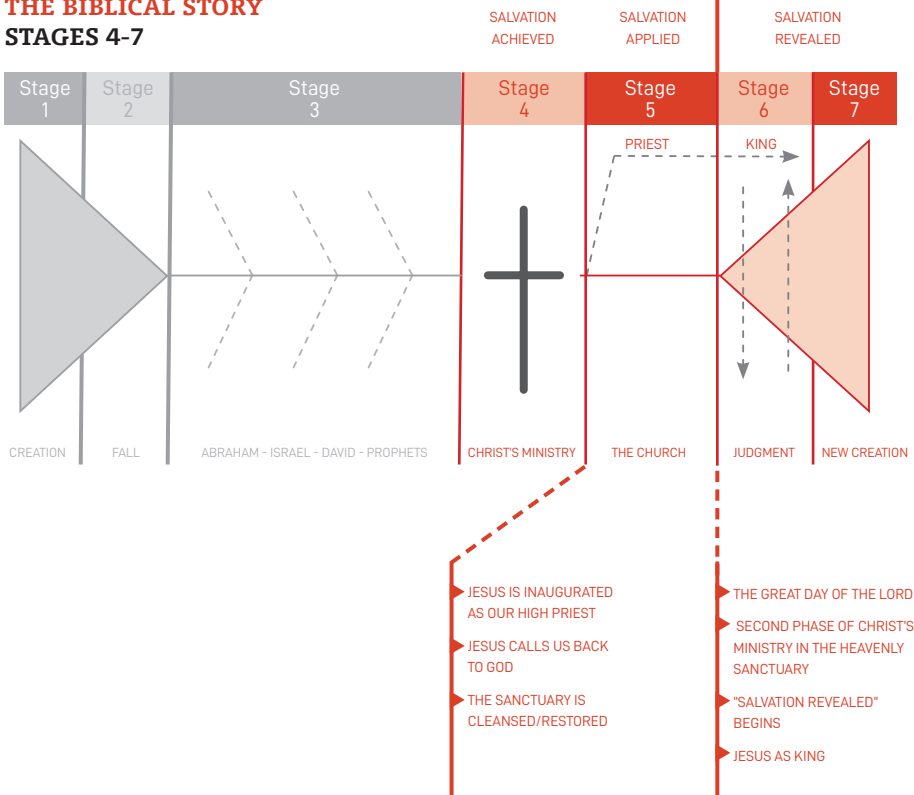 THE BIBLICAL STORY
STAGES 4-7
SALVATION
ACHIEVED
SALVATION
APPLIED
SALVATION
REVEALED
Stage
1
Stage
2
Stage
3
Stage
4
Stage
5
Stage
6
Stage
7
PRIEST
KING
CREATION
FALL
ABRAHAM - ISRAEL - DAVID - PROPHETS
CHRIST'S MINISTRY
THE CHURCH
JUDGMENT
NEW CREATION
JESUS IS INAUGURATED
AS OUR HIGH PRIEST
JESUS CALLS US BACK
TO GOD
THE SANCTUARY IS
CLEANSED/RESTORED
THE GREAT DAY OF THE LORD
SECOND PHASE OF CHRIST'S
MINISTRY IN THE HEAVENLY
SANCTUARY
"SALVATION REVEALED"
BEGINS
JESUS AS KING